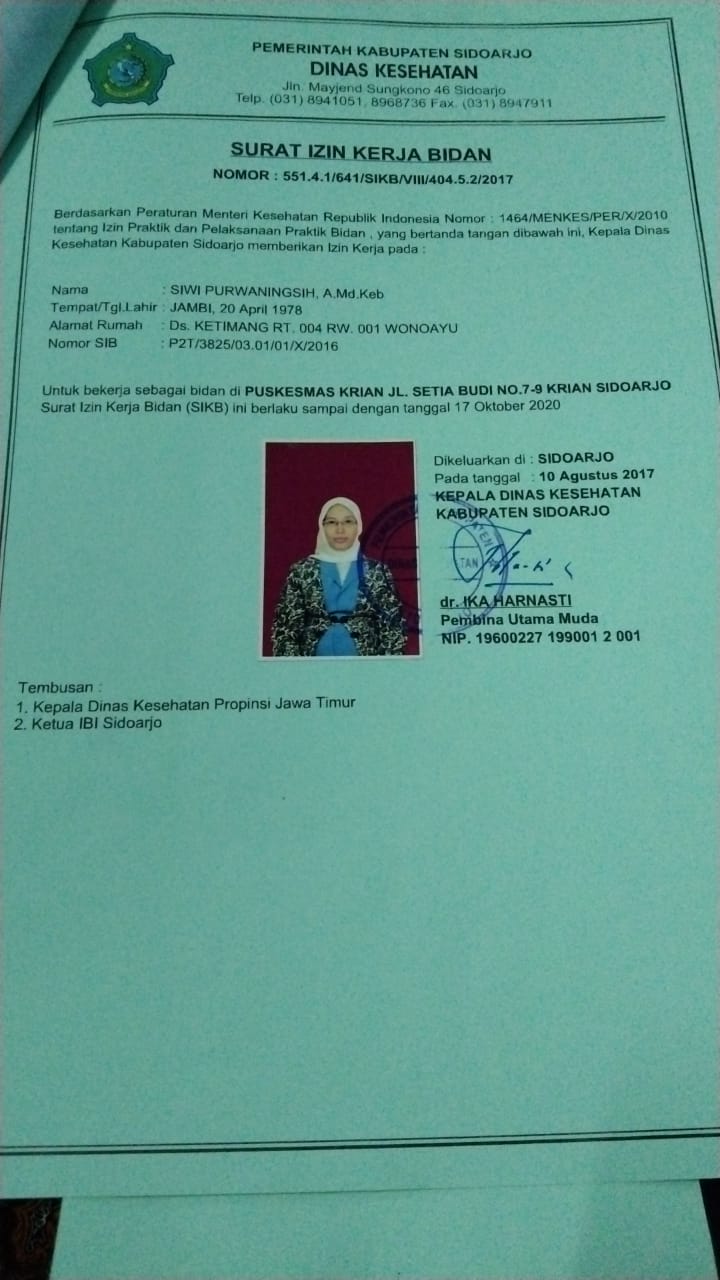 PEMERINTAH KABUPATEN SIDOARJO
DINAS KESEHATAN
Jln. Mayjend Sungkono 46 Sidoarjo
Telp. (031) 8941051, 8968736 Fax. (031) 8947911
SURAT IZIN KERJA BIDAN
NOMOR : 551.4.1/641/SIKB/VIII/404.5.2/2017
Berdasarkan Peraturan Menteri Kesehatan Republik Indonesia Nomor : 1464/MENKES/PER/X/2010
tentang Izin Praktik dan Pelaksanaan Praktik Bidan , yang bertanda tangan dibawah ini, Kepala Dinas
Kesehatan Kabupaten Sidoarjo memberikan Izin Kerja pada :
Nama : SIWI PURWANINGSIH, A.Md.Keb
Tempat/Tgl.Lahir : JAMBI, 20 April 1978
Alamat Rumah : Ds. KETIMANG RT. 004 RW. 001 WONOAYU
Nomor SIB : P2T/3825/03.01/01/X/2016
Untuk bekerja sebagai bidan di PUSKESMAS KRIAN JL. SETIA BUDI NO.7-9 KRIAN SIDOARJO
Surat Izin Kerja Bidan (SIKB) ini berlaku sampai dengan tanggal 17 Oktober 2020
Dikeluarkan di : SIDOARJO
Pada tanggal : 10 Agustus 2017
KEPALA DINAS KESEHATAN
KABUPATEN SIDOARJO
dr. IKA HARNASTI
Pembina Utama Muda
NIP. 19600227 199001 2 001
Tembusan :
1. Kepala Dinas Kesehatan Propinsi Jawa Timur
2. Ketua IBI Sidoarjo